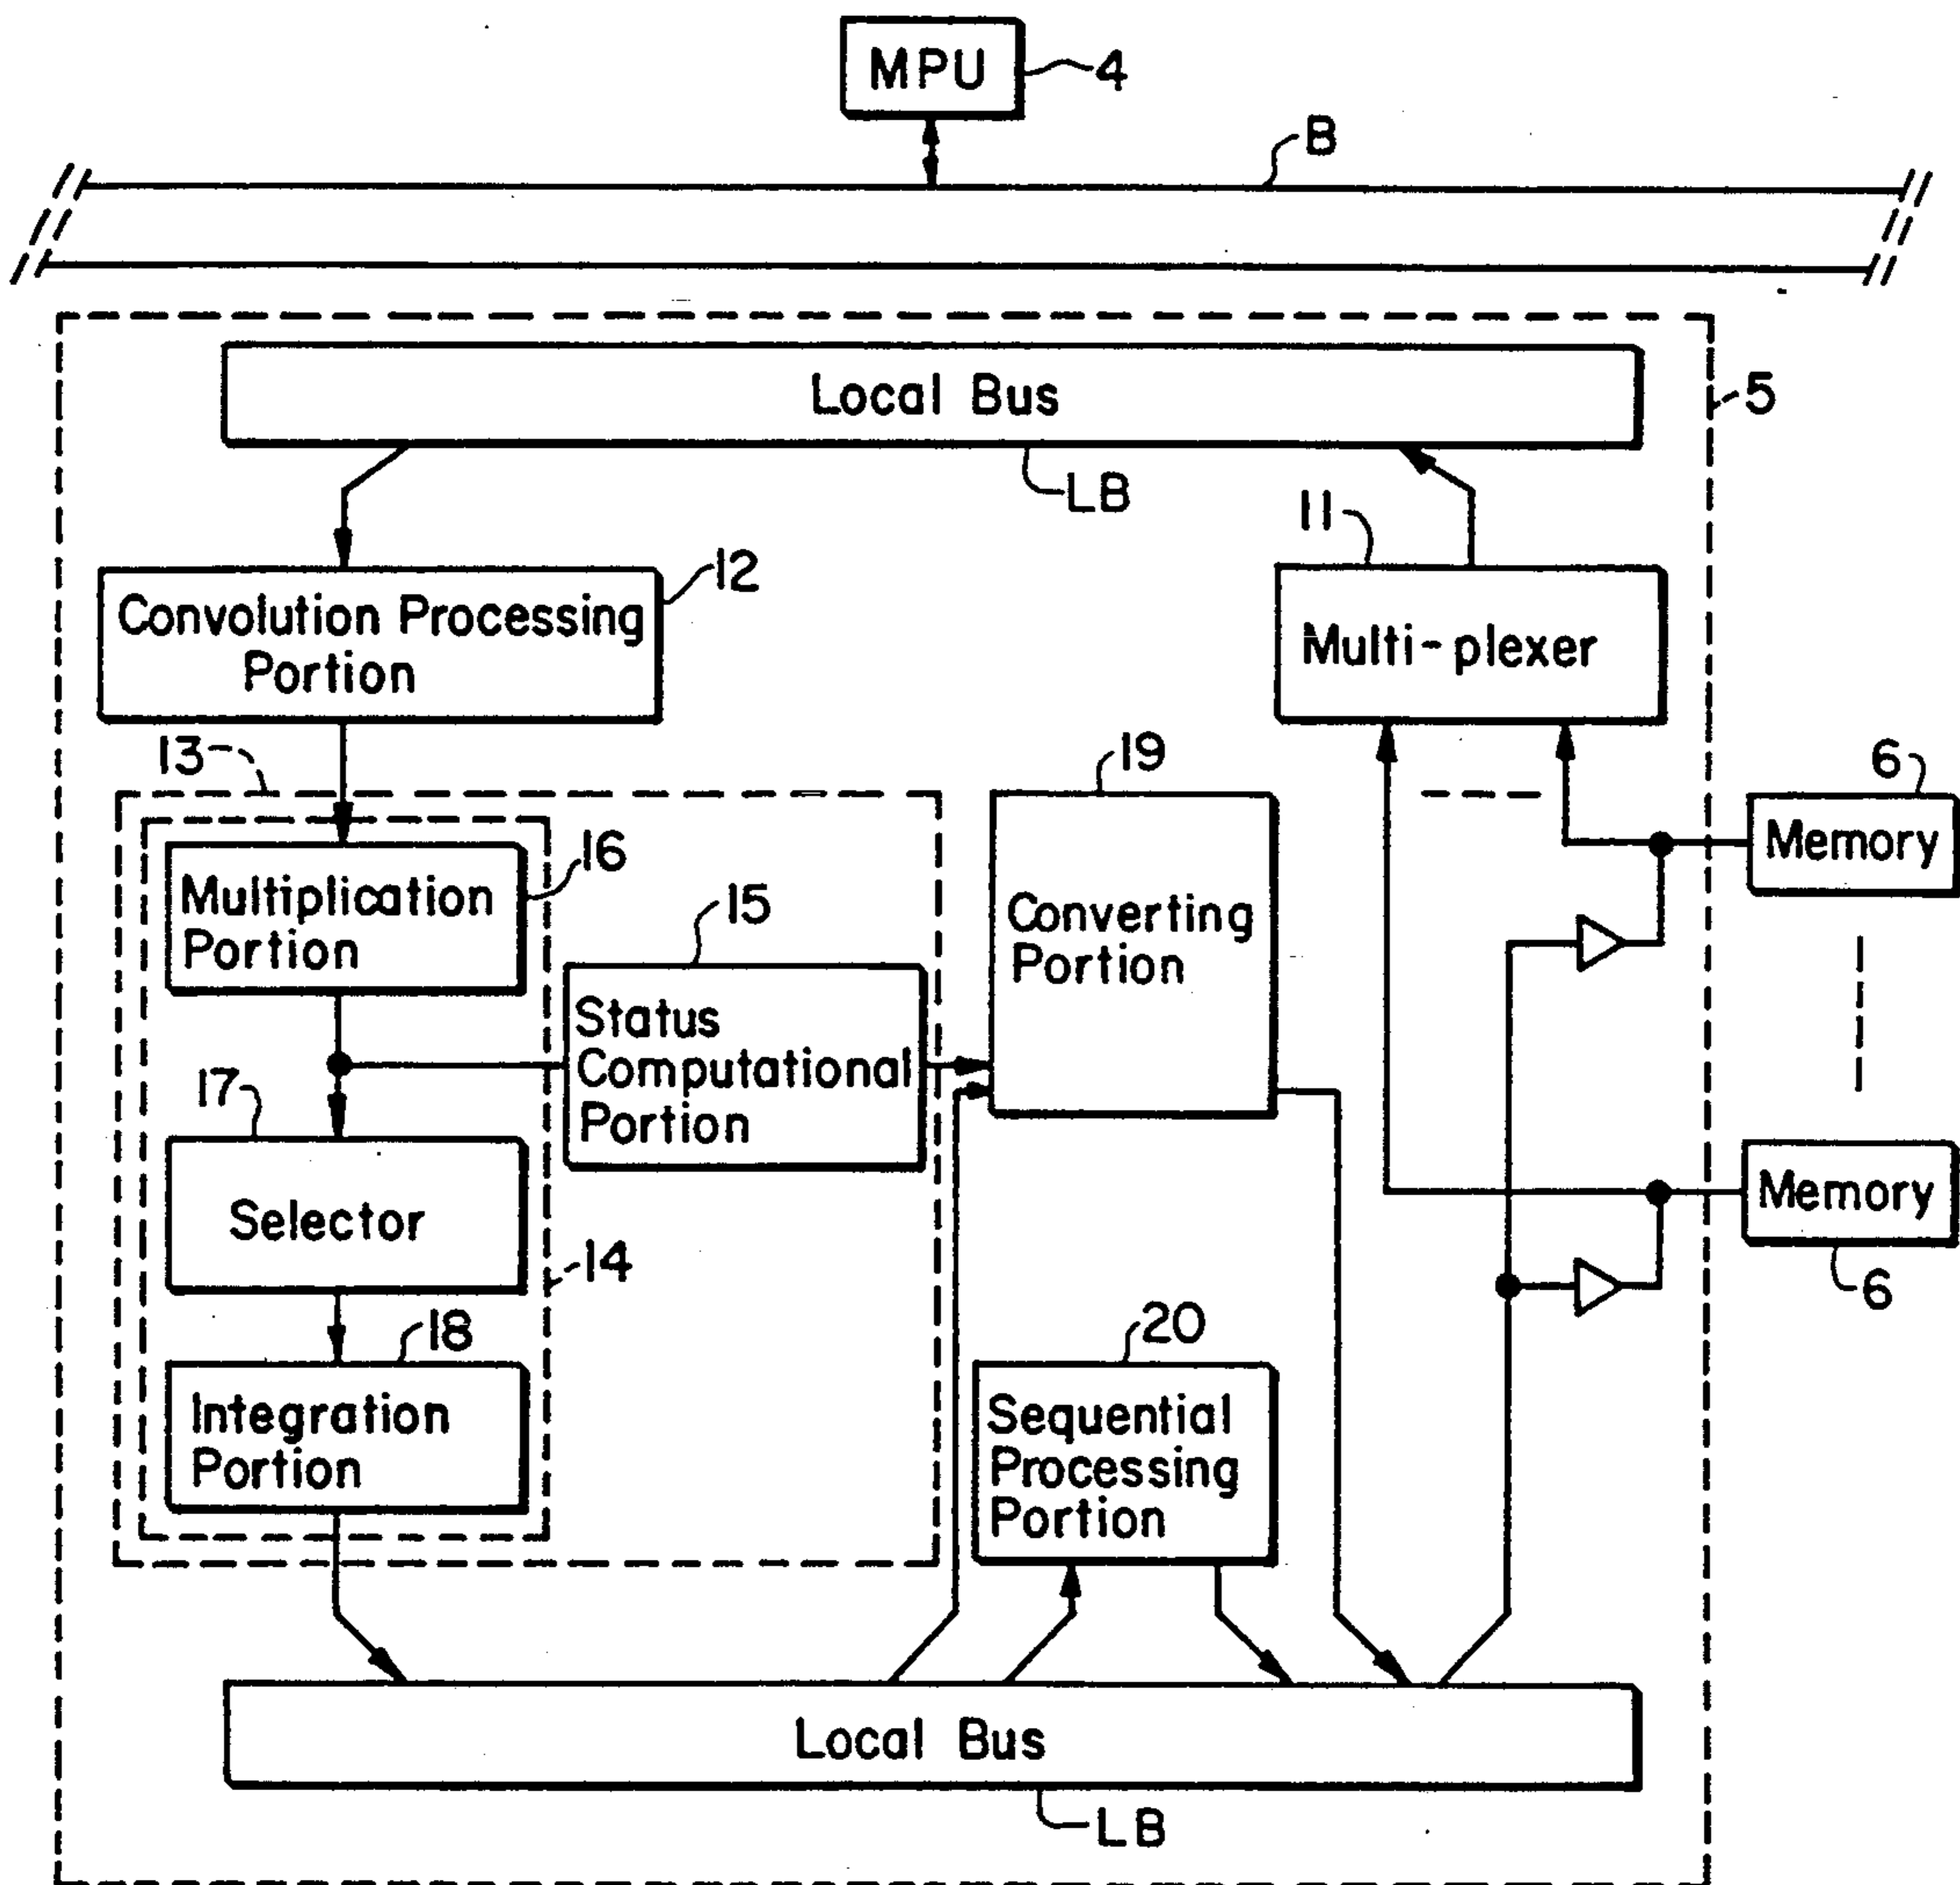 MPU
4
B
Local Bus
5
LB
11
12
Convolution Processing
Portion
Multi-plexer
13
19
6
Memory
16
Multiplication
Portion
15
Converting
Portion
Status
Computational
Portion
17
Memory
Selector
14
6
18
20
Integration
Portion
Sequential
Processing
Portion
Local Bus
LB